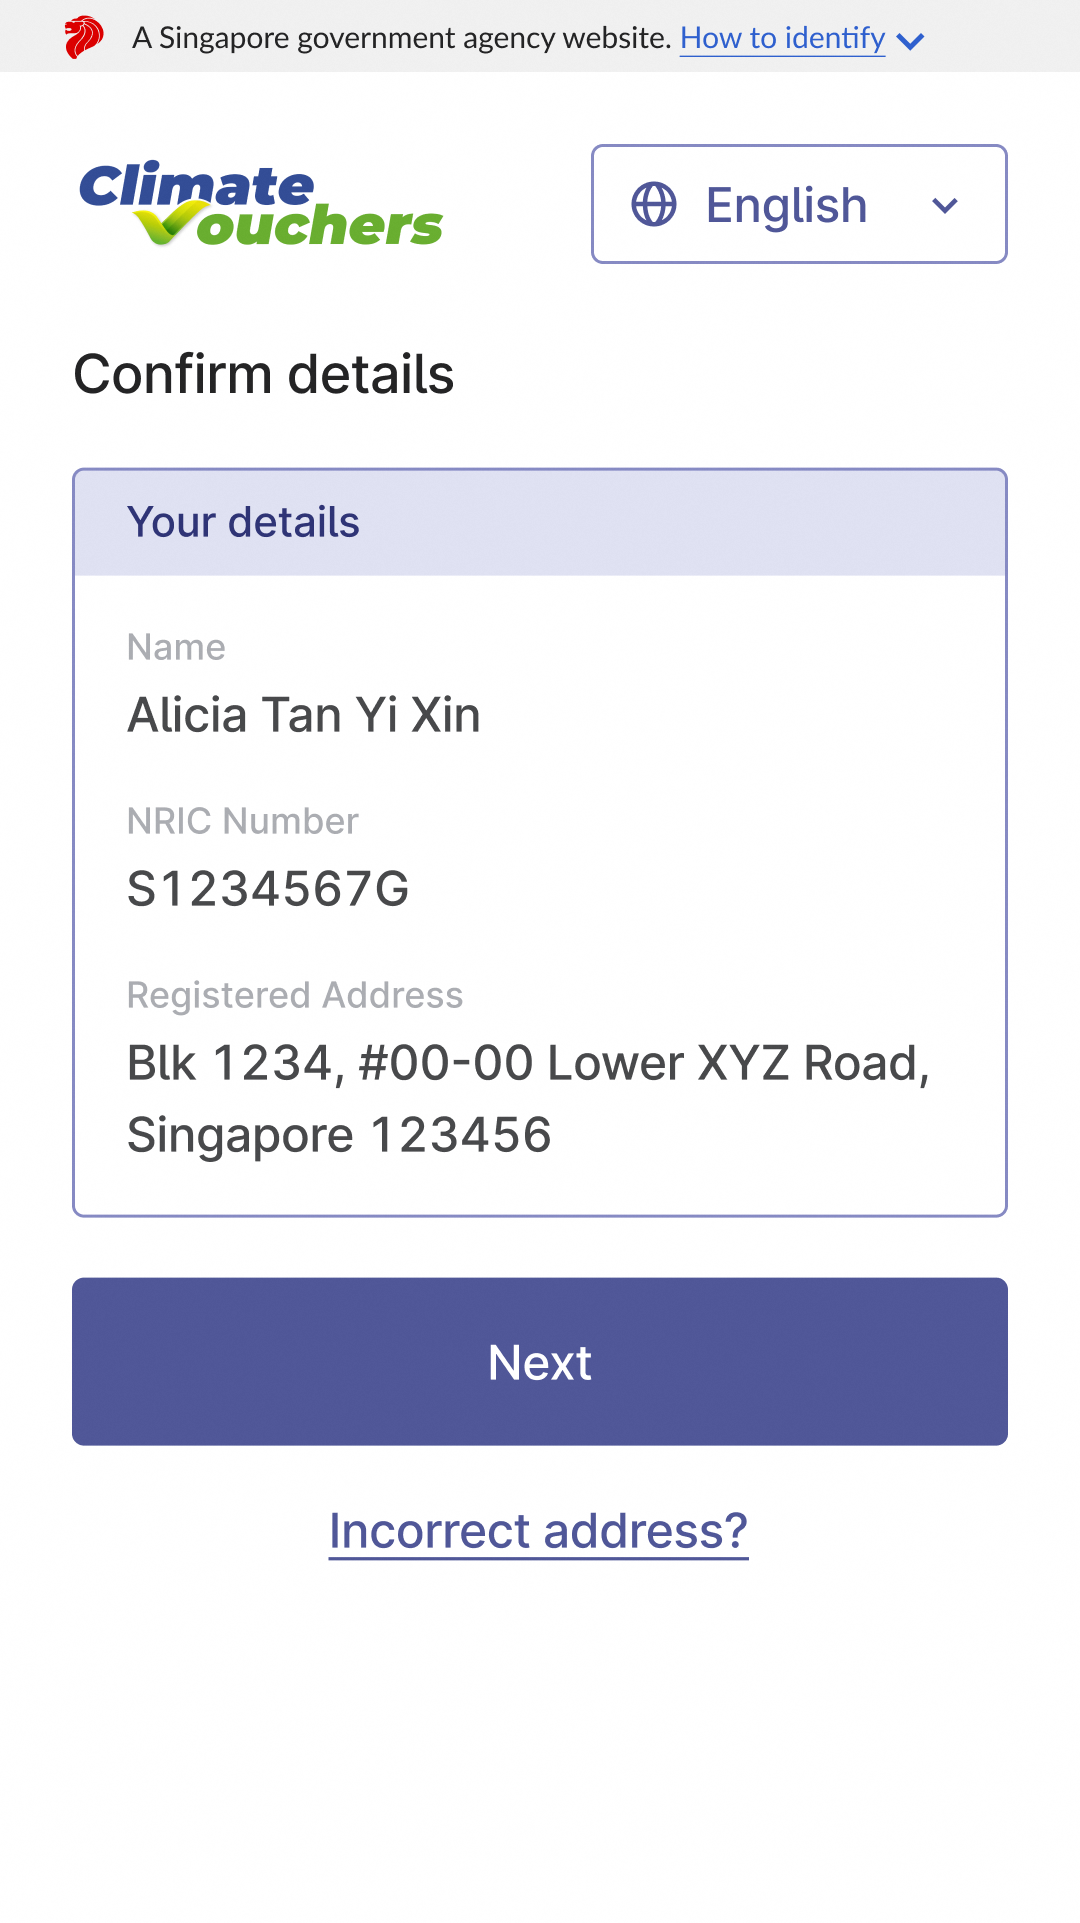 A Singapore government agency website. How to identify
Climate
Vouchers
English
Confirm details
Your details
Name
Alicia Tan Yi Xin
NRIC Number
S1234567G
Registered Address
Blk 1234, #00-00 Lower XYZ Road,
Singapore 123456
Next
Incorrect address?